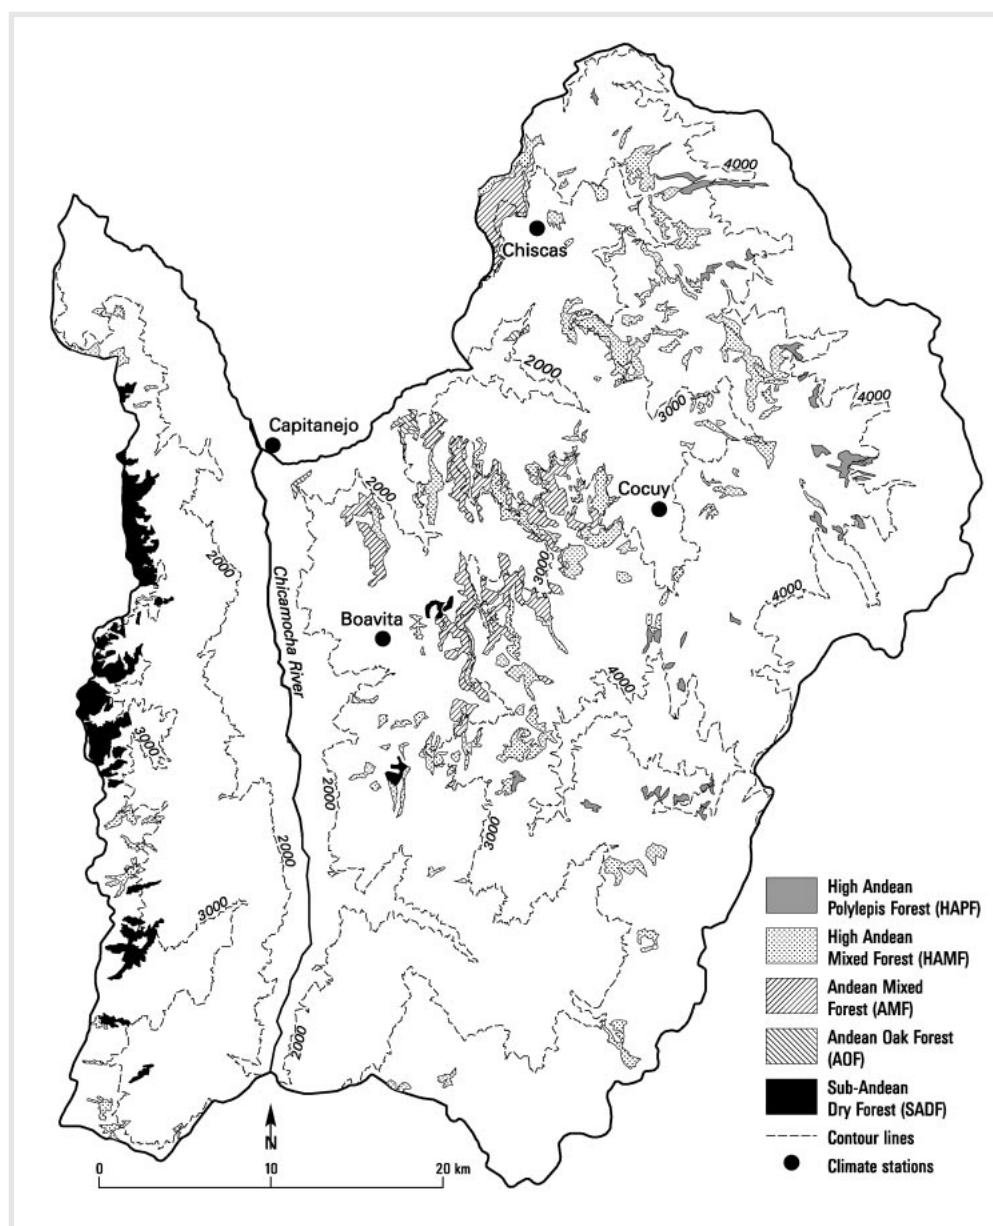 4000
Chiscas
2000
3000
4000
Capitanejo
2000
Cocuy
2000
3000
4000
Boavita
Chicamocha River
4000
3000
2000
3000
2000
3000
2000
High Andean
Polylepis Forest (HAPF)
High Andean
Mixed Forest (HAMF)
Andean Mixed
Forest (AMF)
Andean Oak Forest
(AOF)
Sub-Andean
Dry Forest (SADF)
Contour lines
Climate stations
N
0
10
20 km